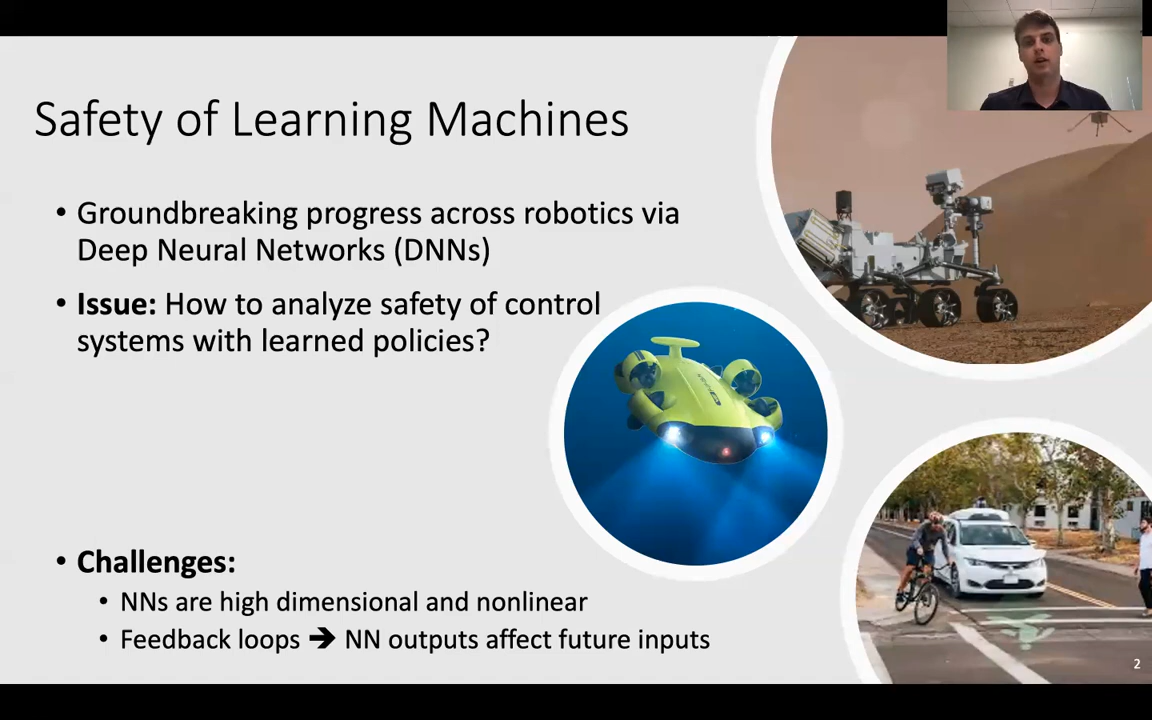 Safety of Learning Machines
• Groundbreaking progress across robotics via
Deep Neural Networks (DNNs)
• Issue: How to analyze safety of control
systems with learned policies?
• Challenges:
• NNs are high dimensional and nonlinear
• Feedback loops ➔ NN outputs affect future inputs
2